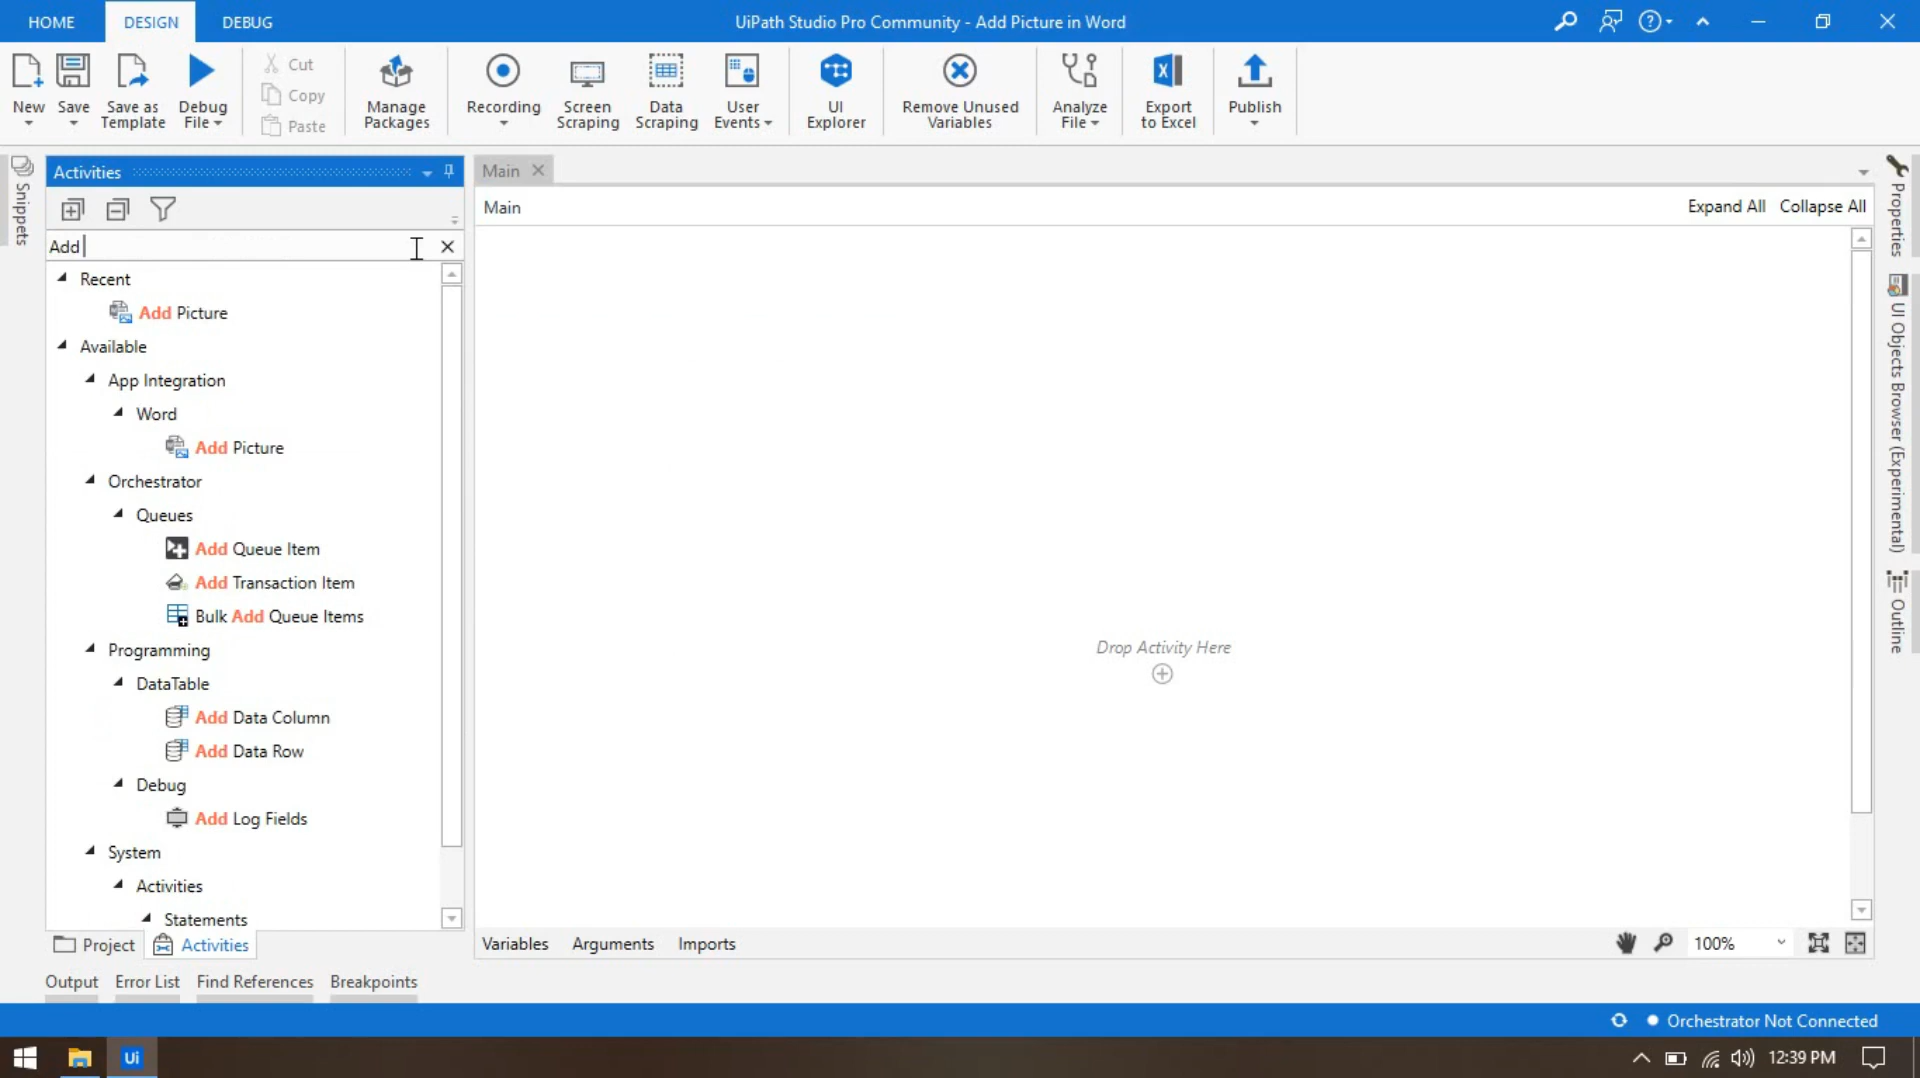 HOME DESIGN DEBUG UiPath Studio Pro Community - Add Picture in Word
New Save Save as Template Debug File Cut Copy Paste Manage Packages Recording Screen Scraping Data Scraping User Events UI Explorer Remove Unused Variables Analyze File Export to Excel Publish
Snippets
Activities
Add
Recent
Add Picture
Available
App Integration
Word
Add Picture
Orchestrator
Queues
Add Queue Item
Add Transaction Item
Bulk Add Queue Items
Programming
DataTable
Add Data Column
Add Data Row
Debug
Add Log Fields
System
Activities
Statements
Project Activities
Main
Main Expand All Collapse All
Drop Activity Here
Variables Arguments Imports 100%
Properties
UI Objects Browser (Experimental)
Outline
Output Error List Find References Breakpoints
Orchestrator Not Connected
Ui 12:39 PM